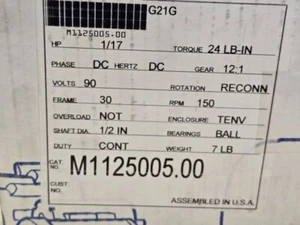 G21G
M1125005.00
HP 1/17 TORQUE 24 LB-IN
PHASE DC HERTZ DC GEAR 12:1
VOLTS 90 ROTATION RECONN
FRAME 30 RPM 150
OVERLOAD NOT ENCLOSURE TENV
SHAFT DIA. 1/2 IN BEARINGS BALL
DUTY CONT WEIGHT 7 LB
CAT. NO. M1125005.00
CUST. NO.
ASSEMBLED IN U.S.A.